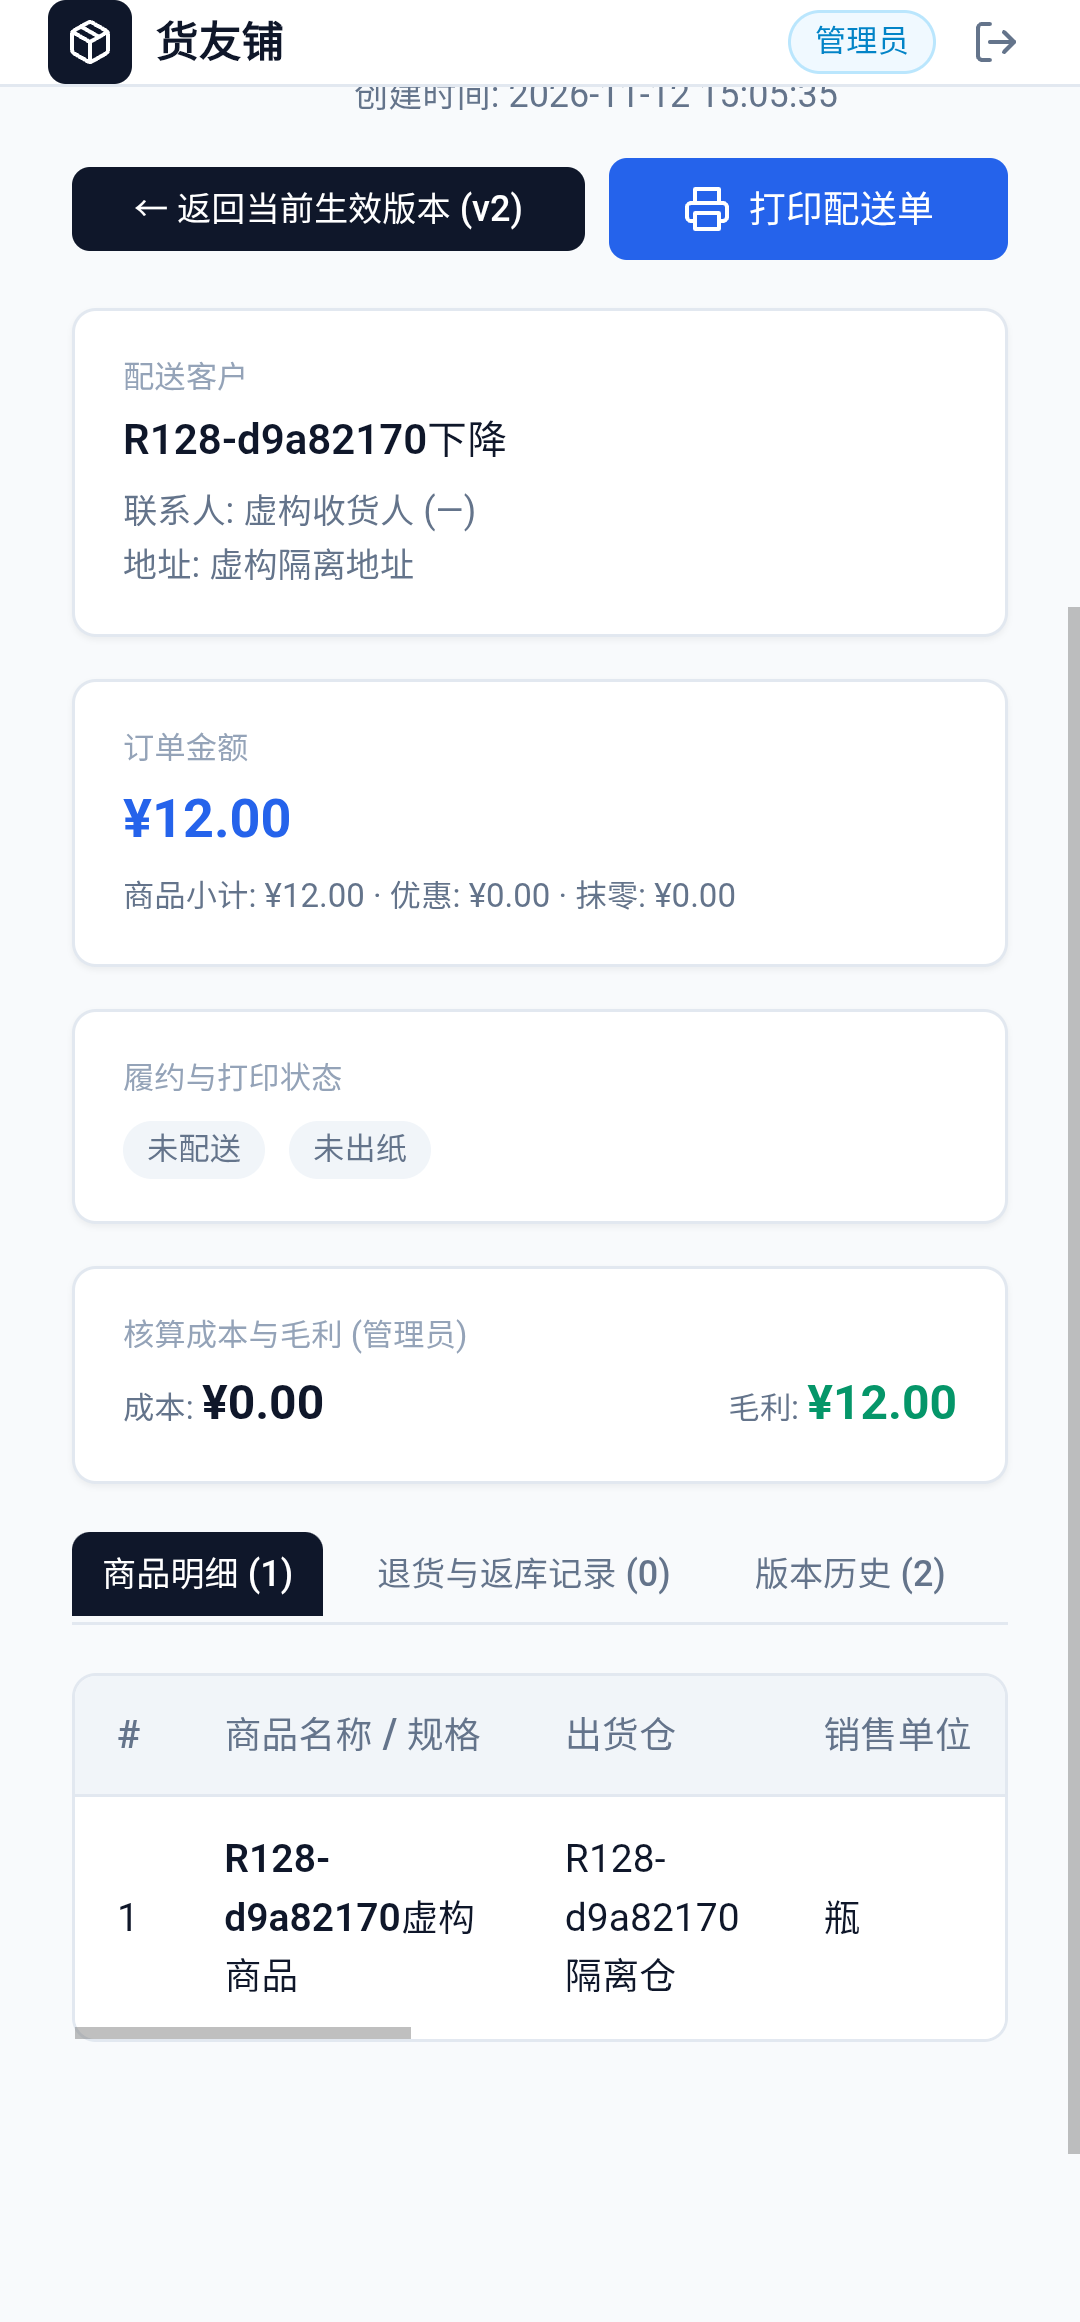 货友铺
管理员
创建时间: 2026-11-12 15:05:35
← 返回当前生效版本 (v2)
打印配送单
配送客户
R128-d9a82170下降
联系人: 虚构收货人 (—)
地址: 虚构隔离地址
订单金额
¥12.00
商品小计: ¥12.00 · 优惠: ¥0.00 · 抹零: ¥0.00
履约与打印状态
未配送
未出纸
核算成本与毛利 (管理员)
成本: ¥0.00
毛利: ¥12.00
商品明细 (1)
退货与返库记录 (0)
版本历史 (2)
# 商品名称 / 规格 出货仓 销售单位
1
R128-
d9a82170虚构
商品
R128-
d9a82170
隔离仓
瓶